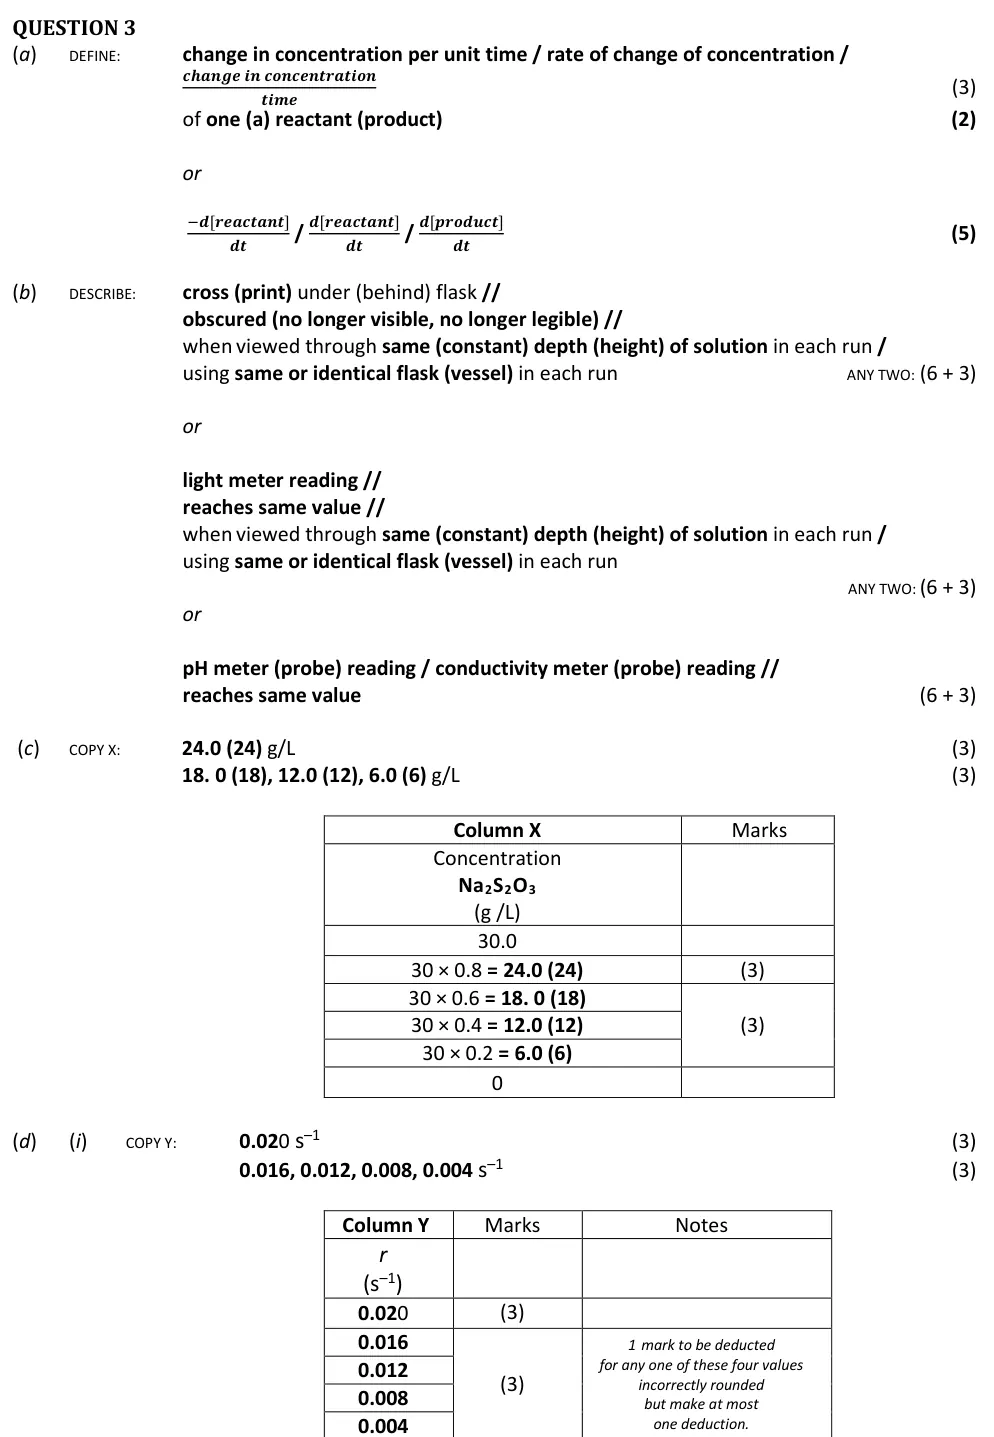 QUESTION 3
(a) DEFINE: change in concentration per unit time / rate of change of concentration /
change in concentration
time
(3)
of one (a) reactant (product) (2)
or
−d[reactant]/dt / d[reactant]/dt / d[product]/dt (5)
(b) DESCRIBE: cross (print) under (behind) flask //
obscured (no longer visible, no longer legible) //
when viewed through same (constant) depth (height) of solution in each run /
using same or identical flask (vessel) in each run ANY TWO: (6 + 3)
or
light meter reading //
reaches same value //
when viewed through same (constant) depth (height) of solution in each run /
using same or identical flask (vessel) in each run
ANY TWO: (6 + 3)
or
pH meter (probe) reading / conductivity meter (probe) reading //
reaches same value (6 + 3)
(c) COPY X: 24.0 (24) g/L (3)
18. 0 (18), 12.0 (12), 6.0 (6) g/L (3)
Column X Marks
Concentration
Na₂S₂O₃
(g /L)
30.0
30 × 0.8 = 24.0 (24) (3)
30 × 0.6 = 18. 0 (18)
30 × 0.4 = 12.0 (12) (3)
30 × 0.2 = 6.0 (6)
0
(d) (i) COPY Y: 0.020 s⁻¹ (3)
0.016, 0.012, 0.008, 0.004 s⁻¹ (3)
Column Y Marks Notes
r
(s⁻¹)
0.020 (3)
0.016
0.012
0.008
0.004
(3)
1 mark to be deducted
for any one of these four values
incorrectly rounded
but make at most
one deduction.